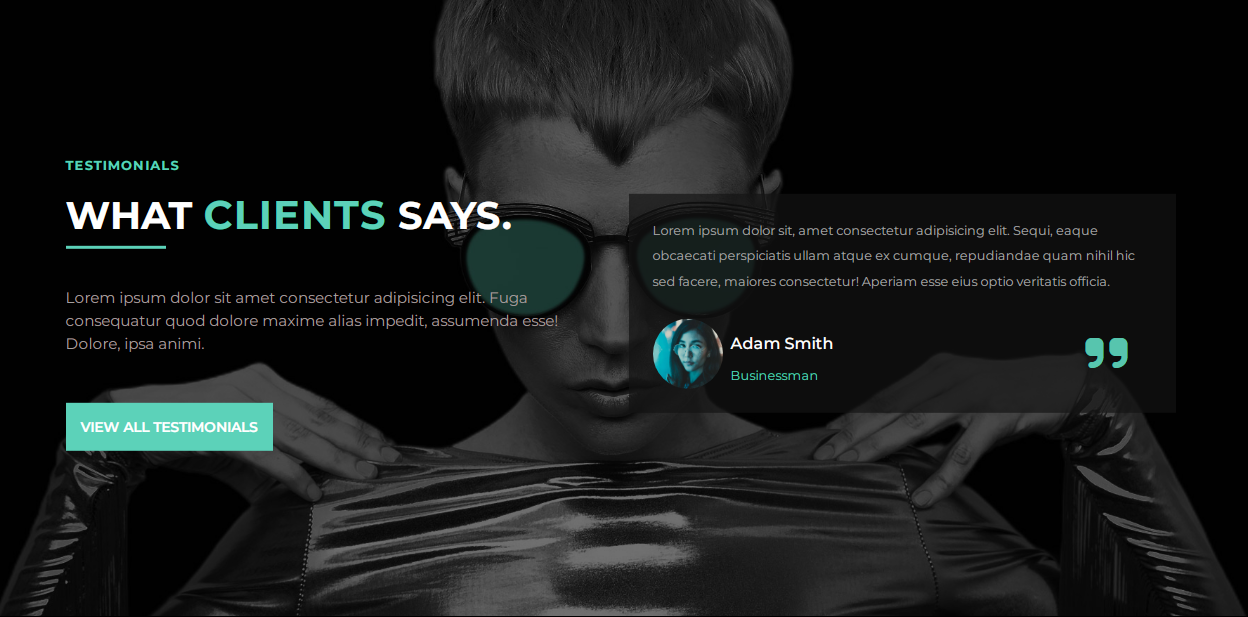 TESTIMONIALS
WHAT CLIENTS SAYS.
Lorem ipsum dolor sit amet consectetur adipisicing elit. Fuga
consequatur quod dolore maxime alias impedit, assumenda esse!
Dolore, ipsa animi.
VIEW ALL TESTIMONIALS
Lorem ipsum dolor sit, amet consectetur adipisicing elit. Sequi, eaque
obcaecati perspiciatis ullam atque ex cumque, repudiandae quam nihil hic
sed facere, maiores consectetur! Aperiam esse eius optio veritatis officia.
Adam Smith
Businessman